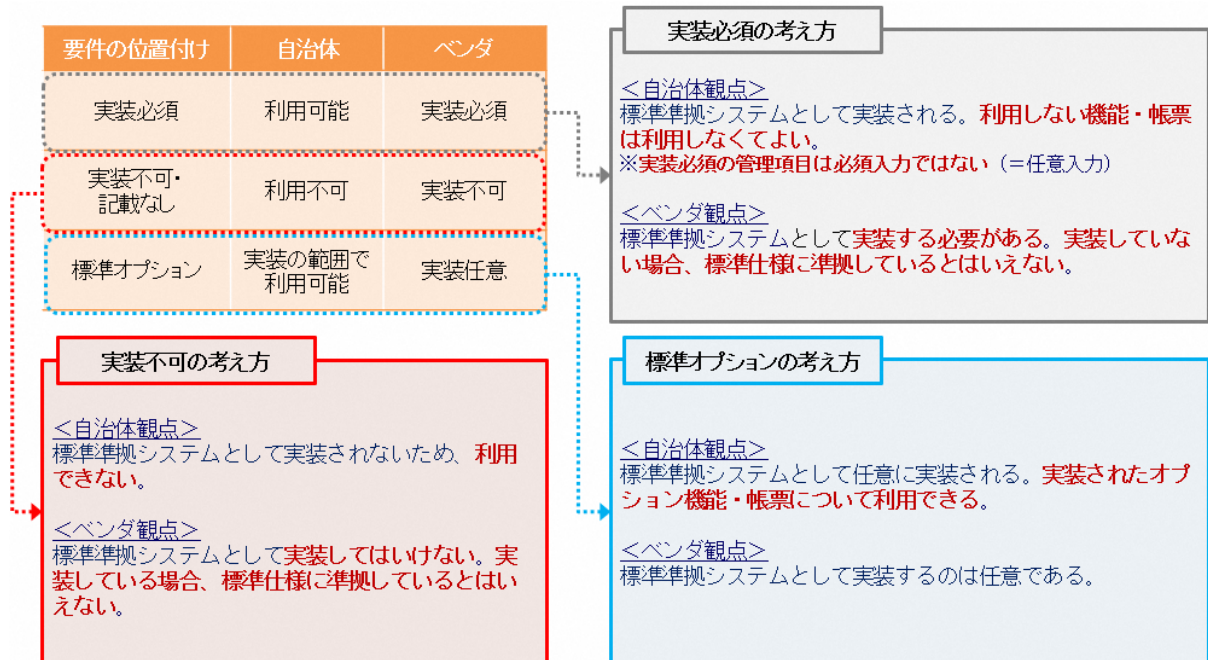 要件の位置付け 自治体 ベンダ
実装必須 利用可能 実装必須
実装不可・
記載なし
利用不可 実装不可
標準オプション
実装の範囲で
利用可能
実装任意
実装必須の考え方
＜自治体観点＞
標準準拠システムとして実装される。利用しない機能・帳票
は利用しなくてよい。
※実装必須の管理項目は必須入力ではない（＝任意入力）
＜ベンダ観点＞
標準準拠システムとして実装する必要がある。実装していな
い場合、標準仕様に準拠しているとはいえない。
実装不可の考え方
＜自治体観点＞
標準準拠システムとして実装されないため、利用
できない。
＜ベンダ観点＞
標準準拠システムとして実装してはいけない。実
装している場合、標準仕様に準拠しているとはい
えない。
標準オプションの考え方
＜自治体観点＞
標準準拠システムとして任意に実装される。実装されたオプ
ション機能・帳票について利用できる。
＜ベンダ観点＞
標準準拠システムとして実装するのは任意である。